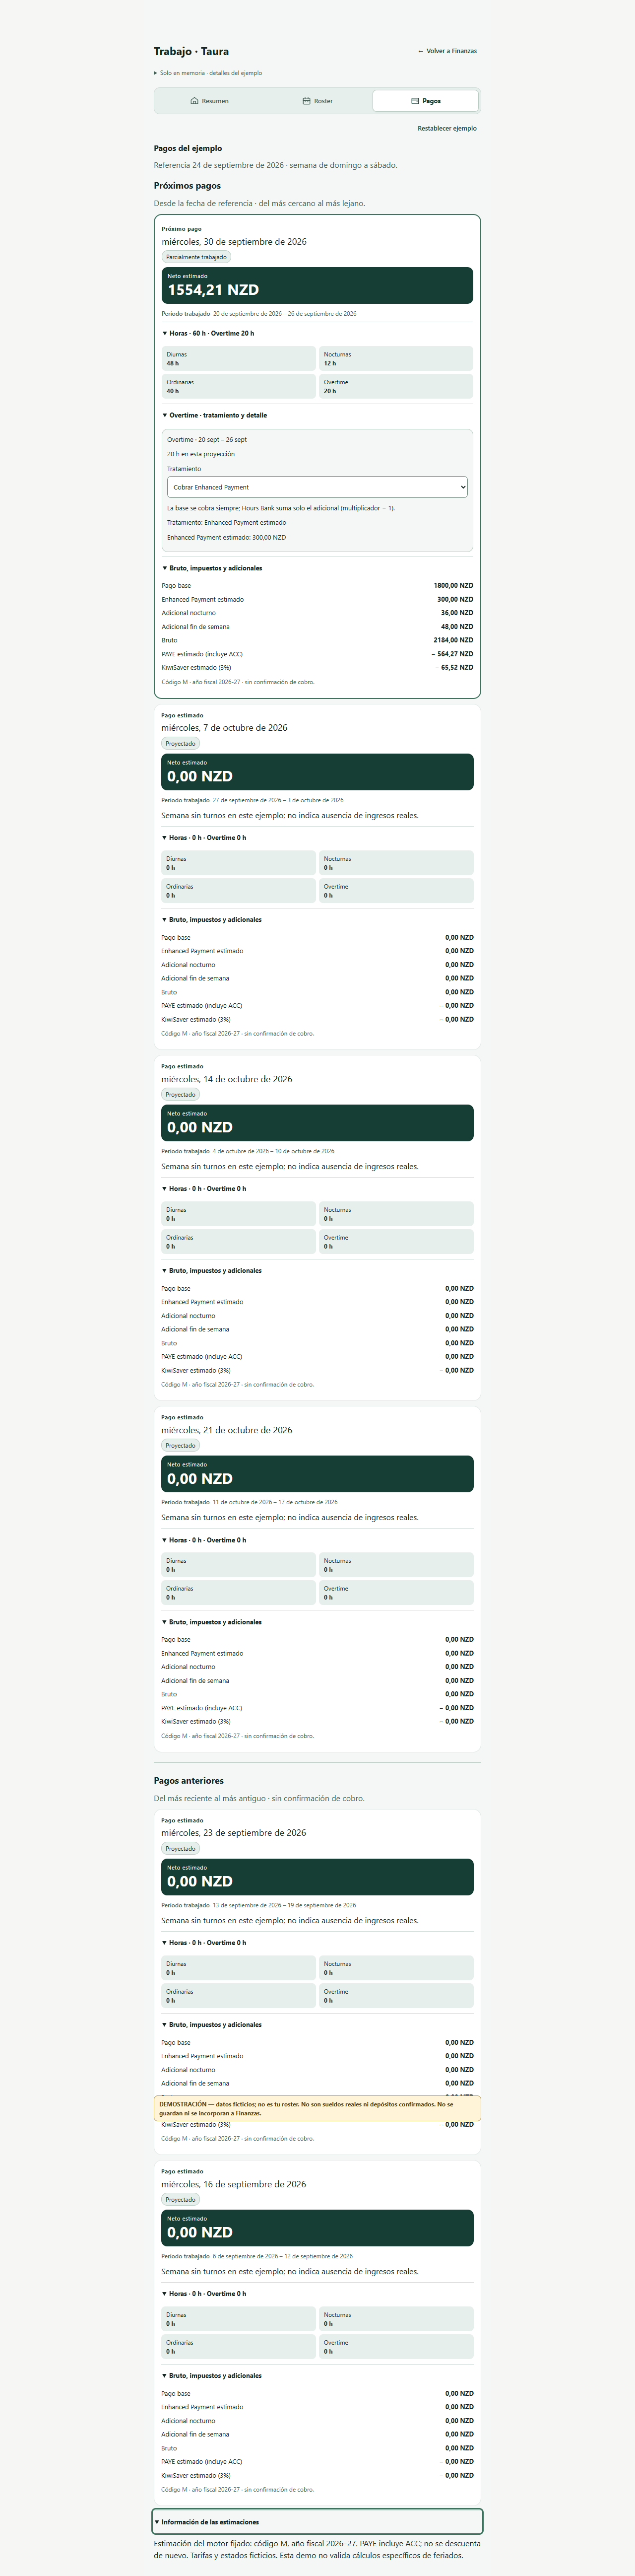 Trabajo · Taura
← Volver a Finanzas
▶ Solo en memoria · detalles del ejemplo
Resumen
Roster
Pagos
Restablecer ejemplo
Pagos del ejemplo
Referencia 24 de septiembre de 2026 · semana de domingo a sábado.
Próximos pagos
Desde la fecha de referencia · del más cercano al más lejano.
Próximo pago
miércoles, 30 de septiembre de 2026
Parcialmente trabajado
Neto estimado
1554,21 NZD
Período trabajado 20 de septiembre de 2026 – 26 de septiembre de 2026
▼ Horas · 60 h · Overtime 20 h
Diurnas
48 h
Nocturnas
12 h
Ordinarias
40 h
Overtime
20 h
▼ Overtime · tratamiento y detalle
Overtime · 20 sept – 26 sept
20 h en esta proyección
Tratamiento
Cobrar Enhanced Payment
La base se cobra siempre; Hours Bank suma solo el adicional (multiplicador − 1).
Tratamiento: Enhanced Payment estimado
Enhanced Payment estimado: 300,00 NZD
▼ Bruto, impuestos y adicionales
Pago base 1800,00 NZD
Enhanced Payment estimado 300,00 NZD
Adicional nocturno 36,00 NZD
Adicional fin de semana 48,00 NZD
Bruto 2184,00 NZD
PAYE estimado (incluye ACC) − 564,27 NZD
KiwiSaver estimado (3%) − 65,52 NZD
Código M · año fiscal 2026-27 · sin confirmación de cobro.
Pago estimado
miércoles, 7 de octubre de 2026
Proyectado
Neto estimado
0,00 NZD
Período trabajado 27 de septiembre de 2026 – 3 de octubre de 2026
Semana sin turnos en este ejemplo; no indica ausencia de ingresos reales.
▼ Horas · 0 h · Overtime 0 h
Diurnas
0 h
Nocturnas
0 h
Ordinarias
0 h
Overtime
0 h
▼ Bruto, impuestos y adicionales
Pago base 0,00 NZD
Enhanced Payment estimado 0,00 NZD
Adicional nocturno 0,00 NZD
Adicional fin de semana 0,00 NZD
Bruto 0,00 NZD
PAYE estimado (incluye ACC) − 0,00 NZD
KiwiSaver estimado (3%) − 0,00 NZD
Código M · año fiscal 2026-27 · sin confirmación de cobro.
Pago estimado
miércoles, 14 de octubre de 2026
Proyectado
Neto estimado
0,00 NZD
Período trabajado 4 de octubre de 2026 – 10 de octubre de 2026
Semana sin turnos en este ejemplo; no indica ausencia de ingresos reales.
▼ Horas · 0 h · Overtime 0 h
Diurnas
0 h
Nocturnas
0 h
Ordinarias
0 h
Overtime
0 h
▼ Bruto, impuestos y adicionales
Pago base 0,00 NZD
Enhanced Payment estimado 0,00 NZD
Adicional nocturno 0,00 NZD
Adicional fin de semana 0,00 NZD
Bruto 0,00 NZD
PAYE estimado (incluye ACC) − 0,00 NZD
KiwiSaver estimado (3%) − 0,00 NZD
Código M · año fiscal 2026-27 · sin confirmación de cobro.
Pago estimado
miércoles, 21 de octubre de 2026
Proyectado
Neto estimado
0,00 NZD
Período trabajado 11 de octubre de 2026 – 17 de octubre de 2026
Semana sin turnos en este ejemplo; no indica ausencia de ingresos reales.
▼ Horas · 0 h · Overtime 0 h
Diurnas
0 h
Nocturnas
0 h
Ordinarias
0 h
Overtime
0 h
▼ Bruto, impuestos y adicionales
Pago base 0,00 NZD
Enhanced Payment estimado 0,00 NZD
Adicional nocturno 0,00 NZD
Adicional fin de semana 0,00 NZD
Bruto 0,00 NZD
PAYE estimado (incluye ACC) − 0,00 NZD
KiwiSaver estimado (3%) − 0,00 NZD
Código M · año fiscal 2026-27 · sin confirmación de cobro.
Pagos anteriores
Del más reciente al más antiguo · sin confirmación de cobro.
Pago estimado
miércoles, 23 de septiembre de 2026
Proyectado
Neto estimado
0,00 NZD
Período trabajado 13 de septiembre de 2026 – 19 de septiembre de 2026
Semana sin turnos en este ejemplo; no indica ausencia de ingresos reales.
▼ Horas · 0 h · Overtime 0 h
Diurnas
0 h
Nocturnas
0 h
Ordinarias
0 h
Overtime
0 h
▼ Bruto, impuestos y adicionales
Pago base 0,00 NZD
Enhanced Payment estimado 0,00 NZD
Adicional nocturno 0,00 NZD
Adicional fin de semana 0,00 NZD
DEMOSTRACIÓN — datos ficticios; no es tu roster. No son sueldos reales ni depósitos confirmados. No se
guardan ni se incorporan a Finanzas.
KiwiSaver estimado (3%) − 0,00 NZD
Código M · año fiscal 2026-27 · sin confirmación de cobro.
Pago estimado
miércoles, 16 de septiembre de 2026
Proyectado
Neto estimado
0,00 NZD
Período trabajado 6 de septiembre de 2026 – 12 de septiembre de 2026
Semana sin turnos en este ejemplo; no indica ausencia de ingresos reales.
▼ Horas · 0 h · Overtime 0 h
Diurnas
0 h
Nocturnas
0 h
Ordinarias
0 h
Overtime
0 h
▼ Bruto, impuestos y adicionales
Pago base 0,00 NZD
Enhanced Payment estimado 0,00 NZD
Adicional nocturno 0,00 NZD
Adicional fin de semana 0,00 NZD
Bruto 0,00 NZD
PAYE estimado (incluye ACC) − 0,00 NZD
KiwiSaver estimado (3%) − 0,00 NZD
Código M · año fiscal 2026-27 · sin confirmación de cobro.
▼ Información de las estimaciones
Estimación del motor fijado: código M, año fiscal 2026–27. PAYE incluye ACC; no se descuenta
de nuevo. Tarifas y estados ficticios. Esta demo no valida cálculos específicos de feriados.